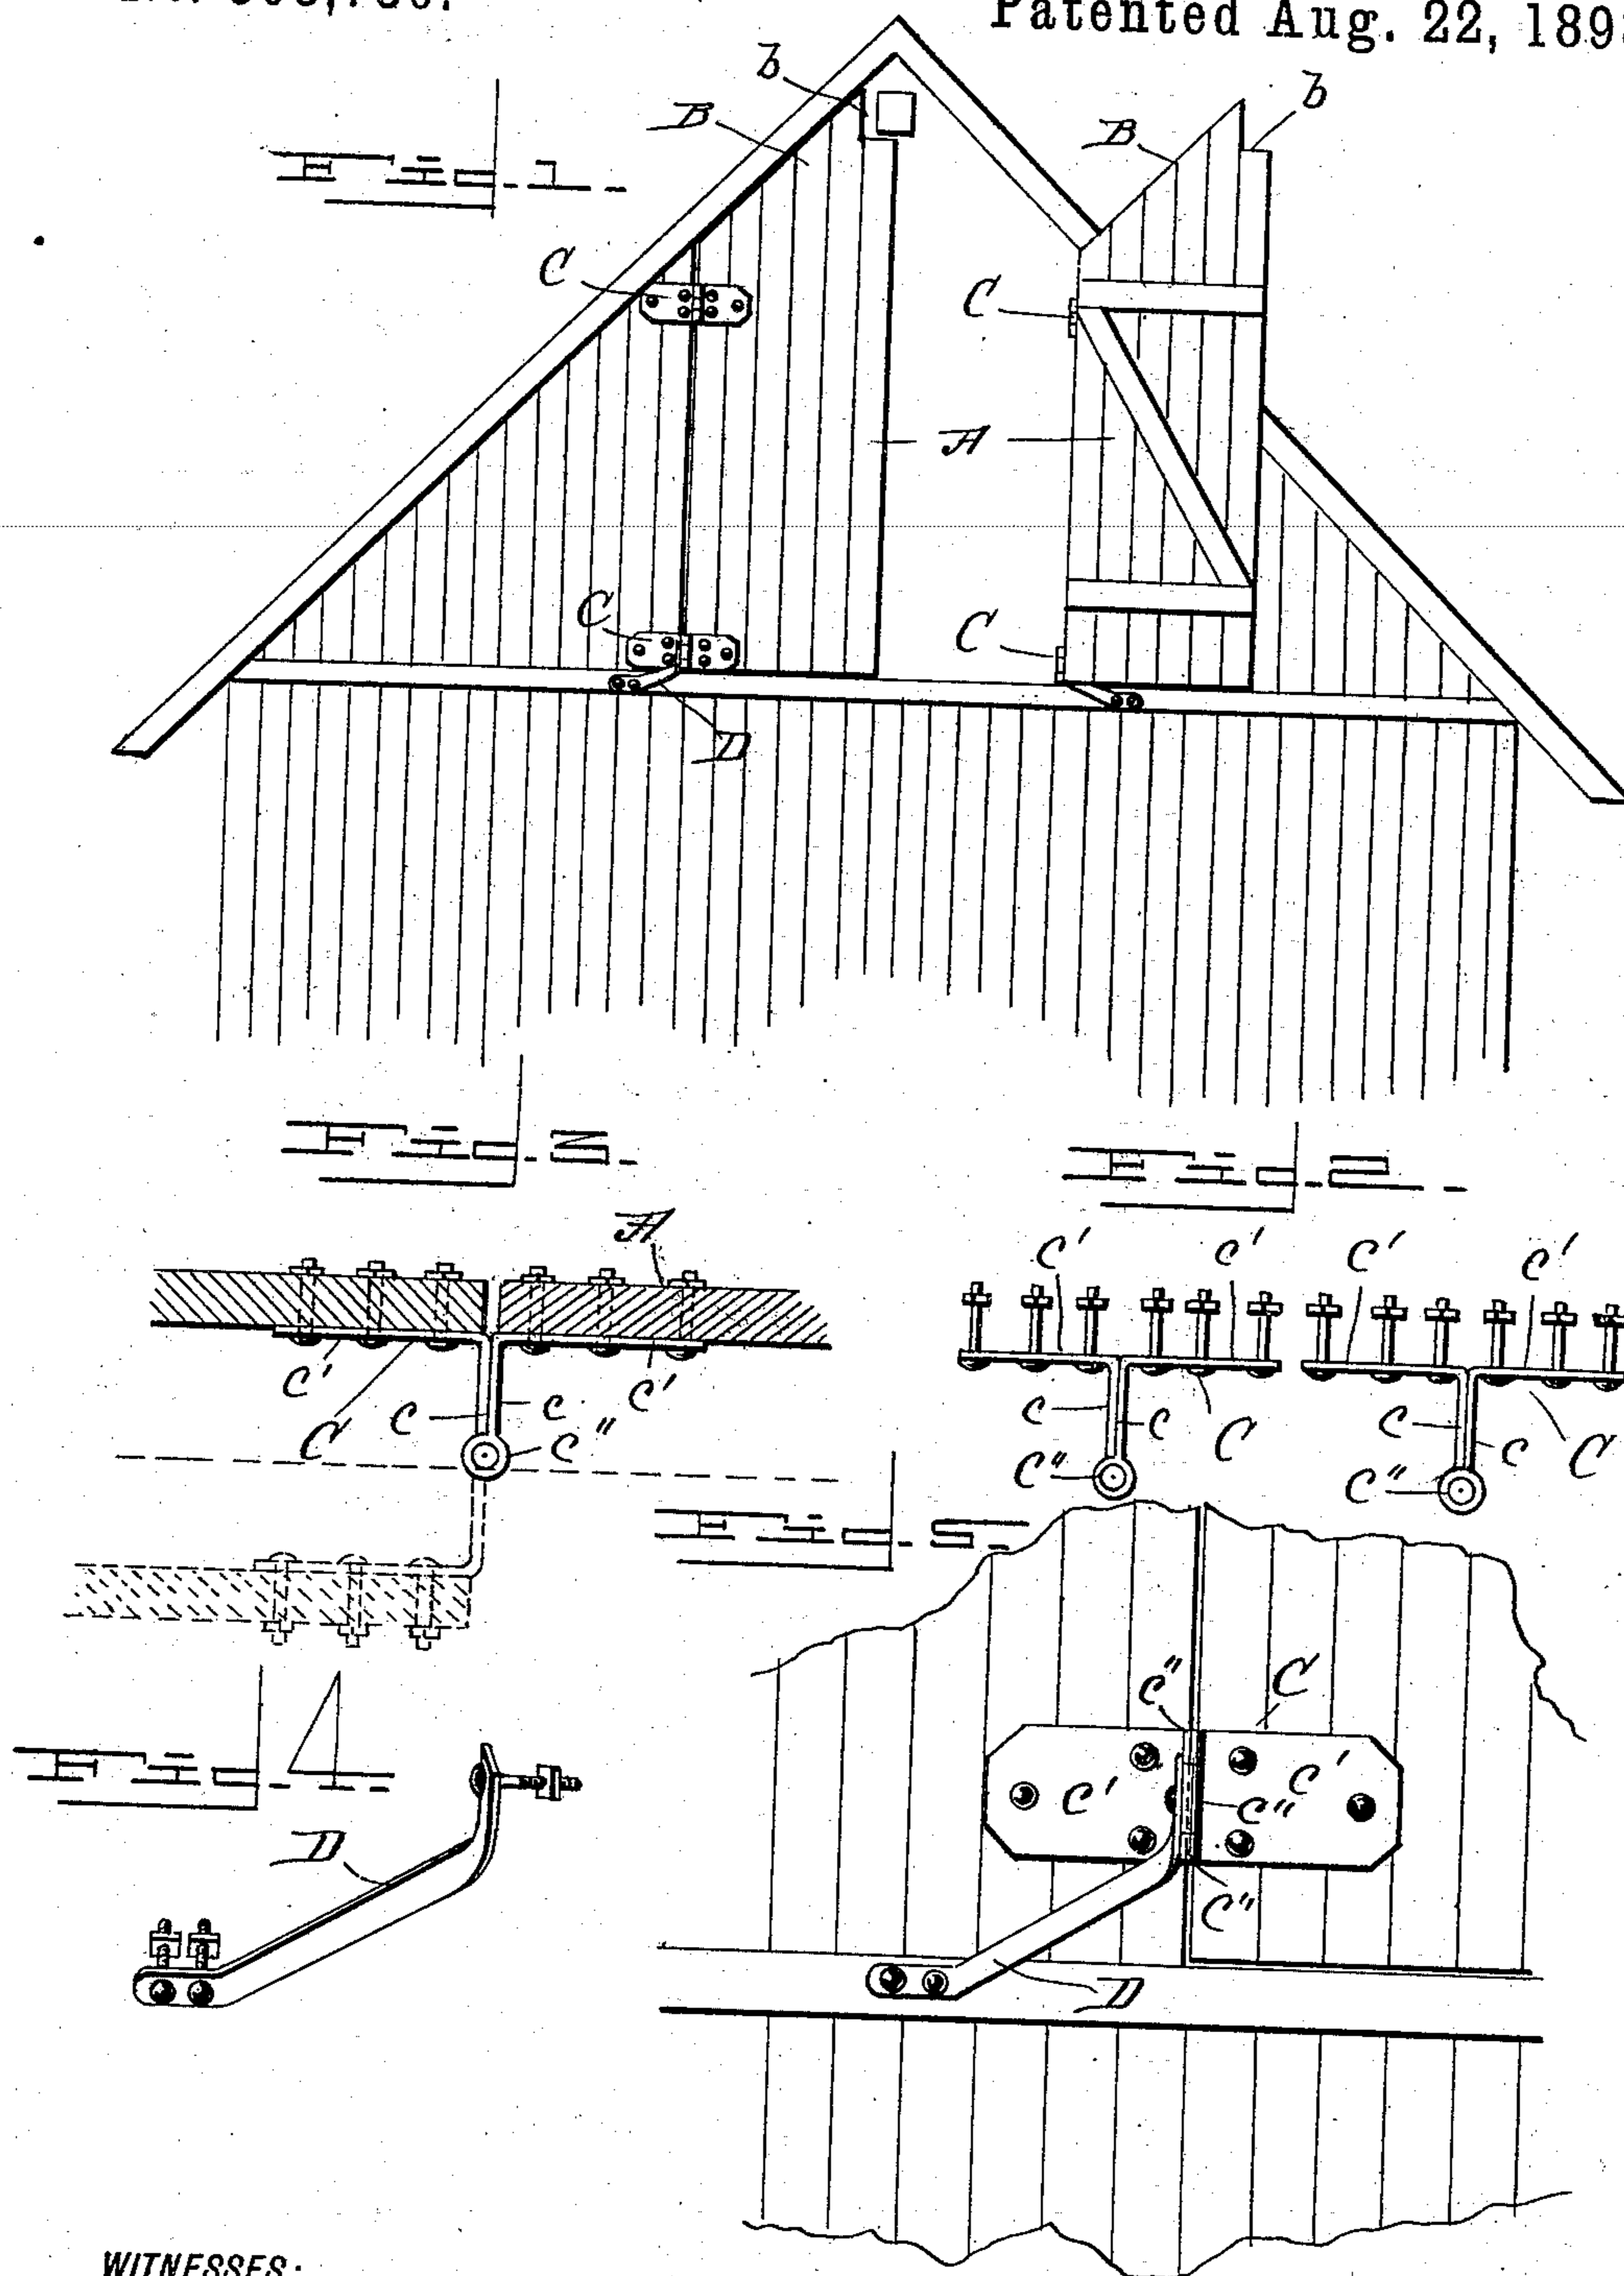 Patented Aug. 22, 189
b
b
B
B
Fig. 1.
C
C
A
C
C
D
Fig. 3.
Fig. 2.
A
C' C' C' C'
C' C C c c" C'
c c C c c C
c" c"
Fig. 5.
c" C
Fig. 4.
C' C'
c"
D
c"
D
WITNESSES: